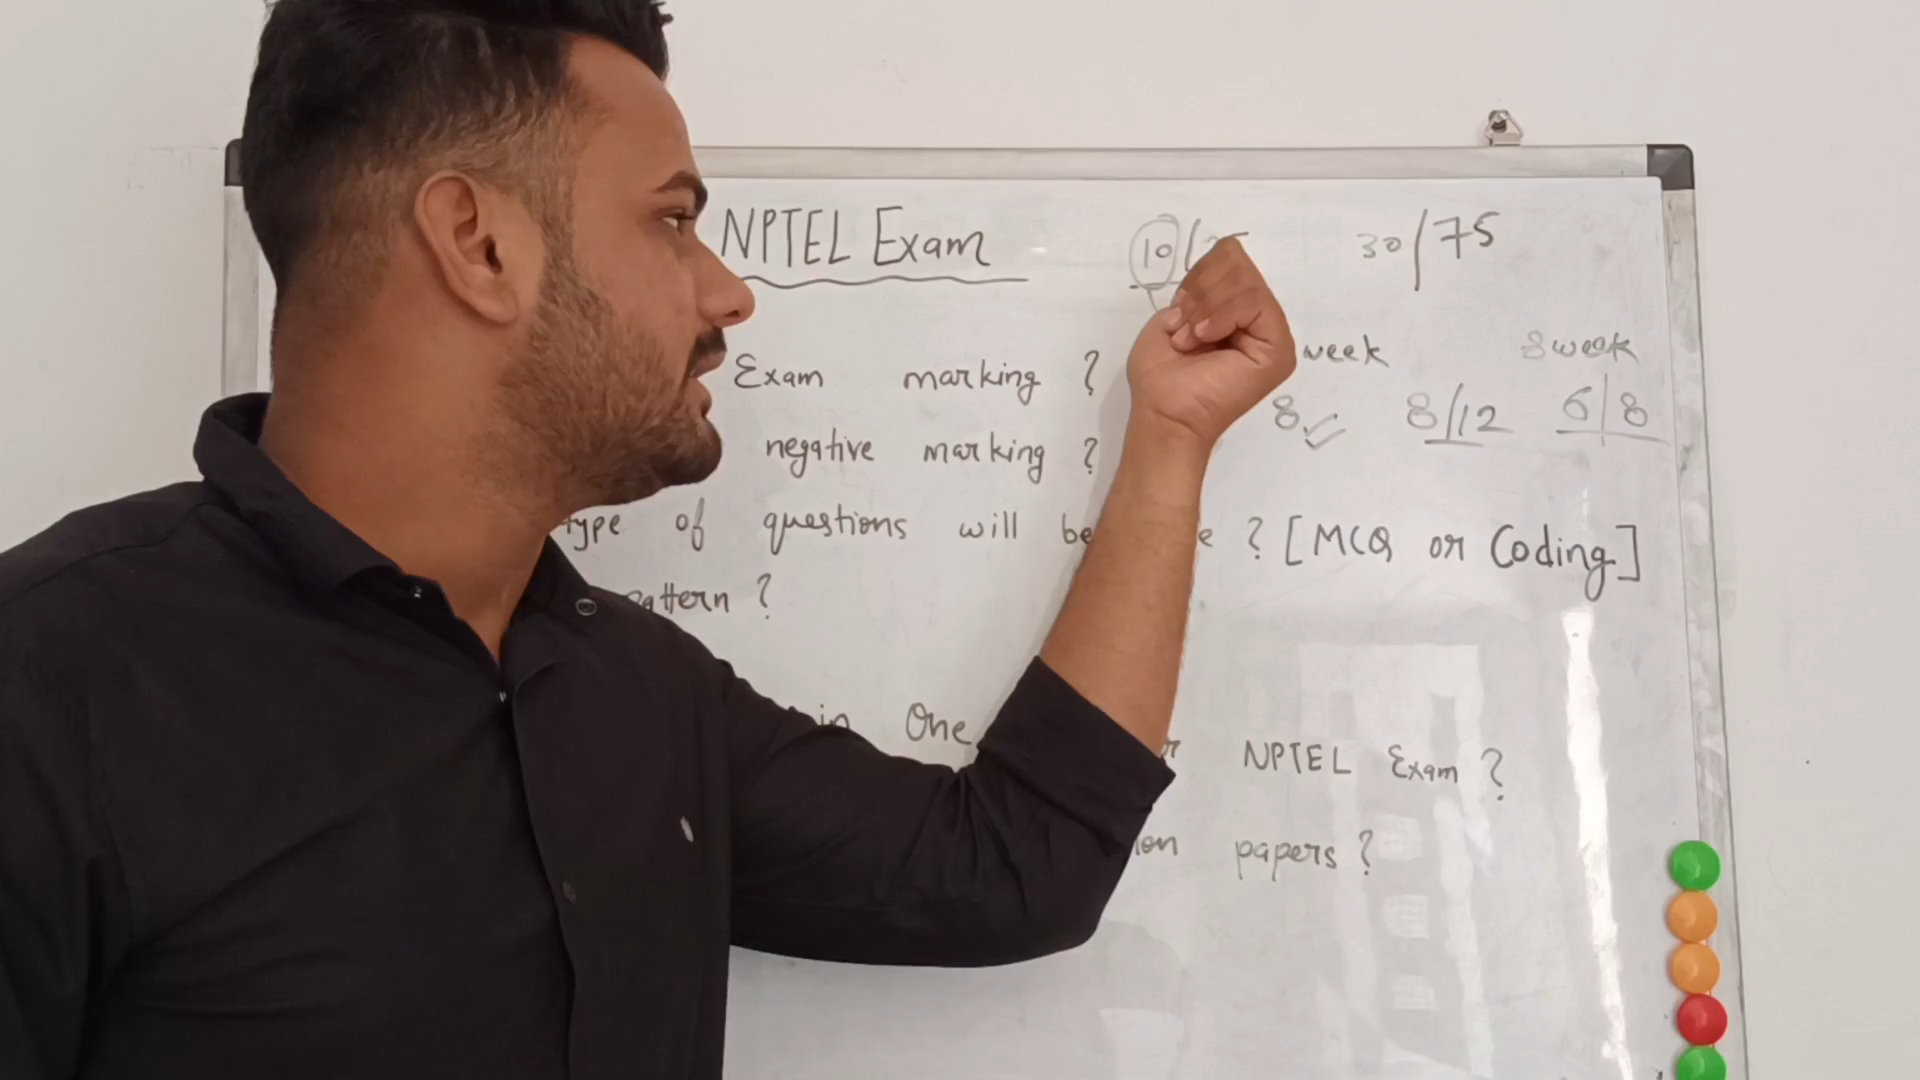 NPTEL Exam 10/ 30/75
week 8 week
Exam marking ?
8 8/12 6/8
negative marking ?
type of questions will be ? [MCQ or Coding]
pattern ?
in One
NPTEL Exam ?
papers ?